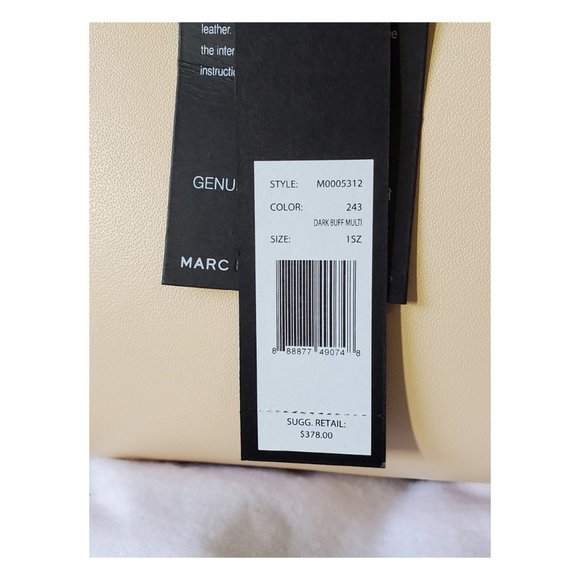 leather.
the inter
instructio
GENU
MARC
STYLE: M0005312
COLOR: 243
DARK BUFF MULTI
SIZE: 1SZ
8 88877 49074 8
SUGG. RETAIL:
$378.00